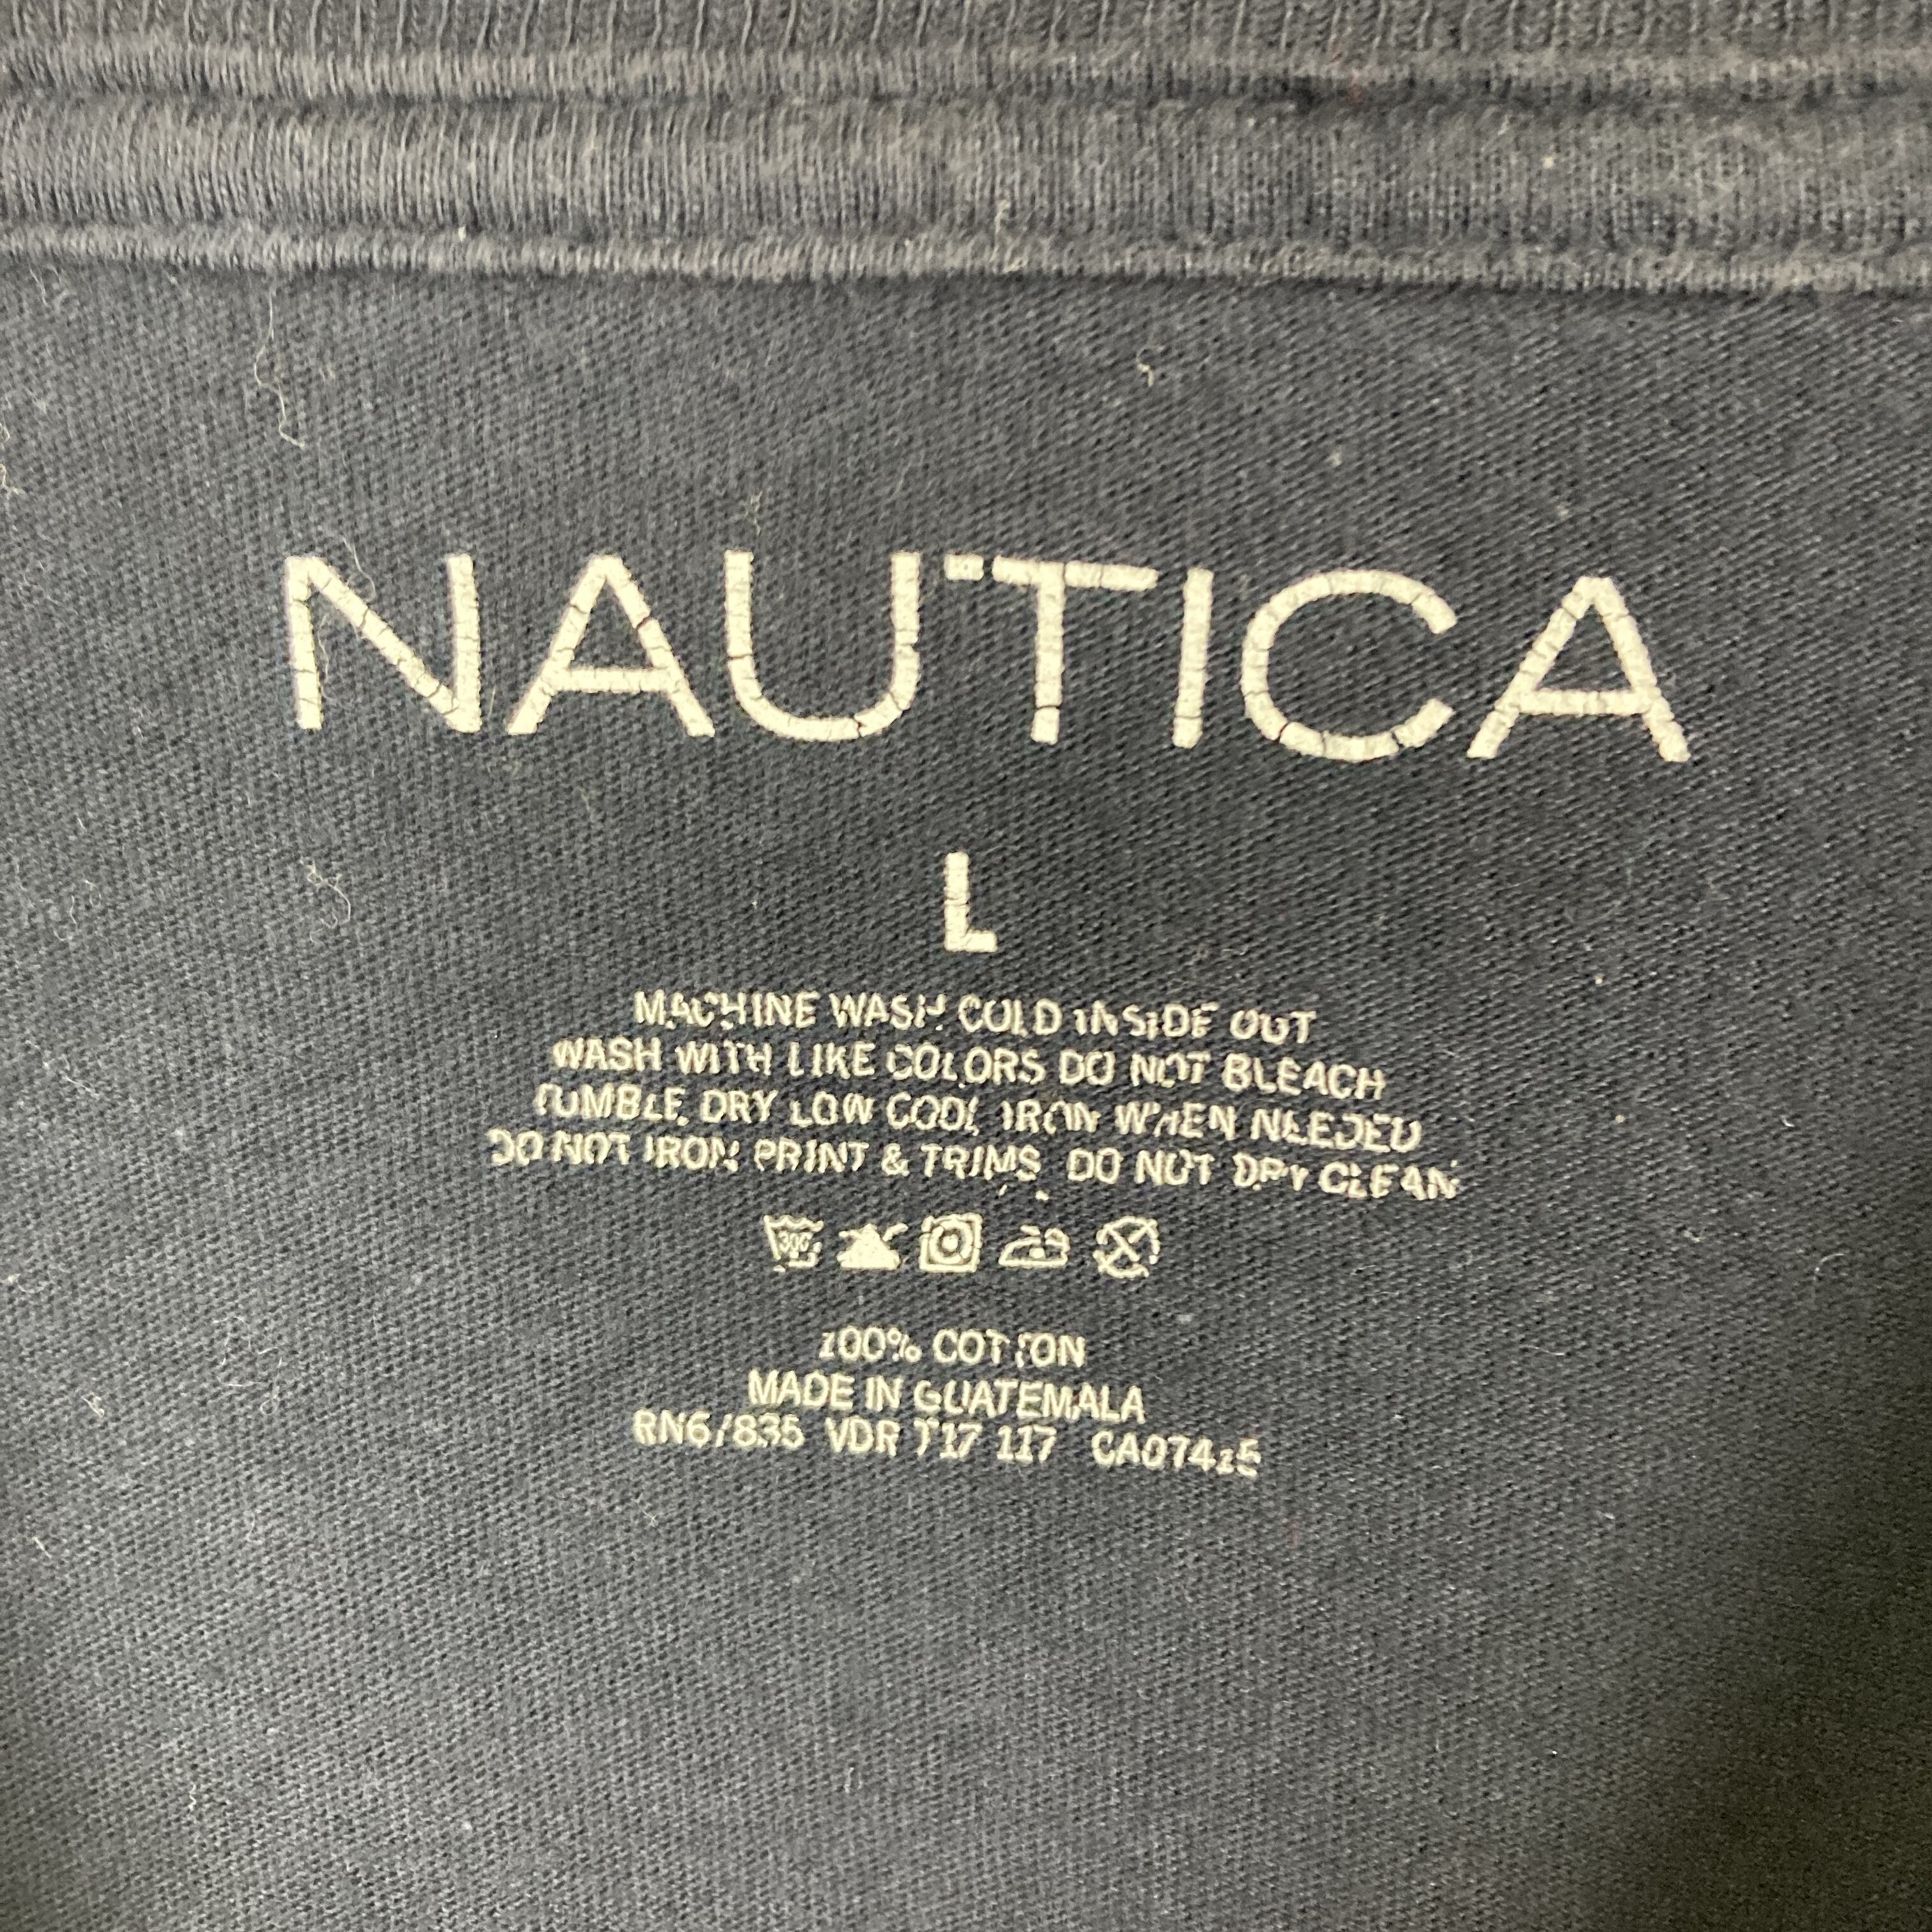 NAUTICA
L
MACHINE WASH COLD INSIDE OUT
WASH WITH LIKE COLORS DO NOT BLEACH
TUMBLE DRY LOW COOL IRON WHEN NEEDED
DO NOT IRON PRINT & TRIMS DO NOT DRY CLEAN
100% COTTON
MADE IN GUATEMALA
RN67835 VDR T17 117